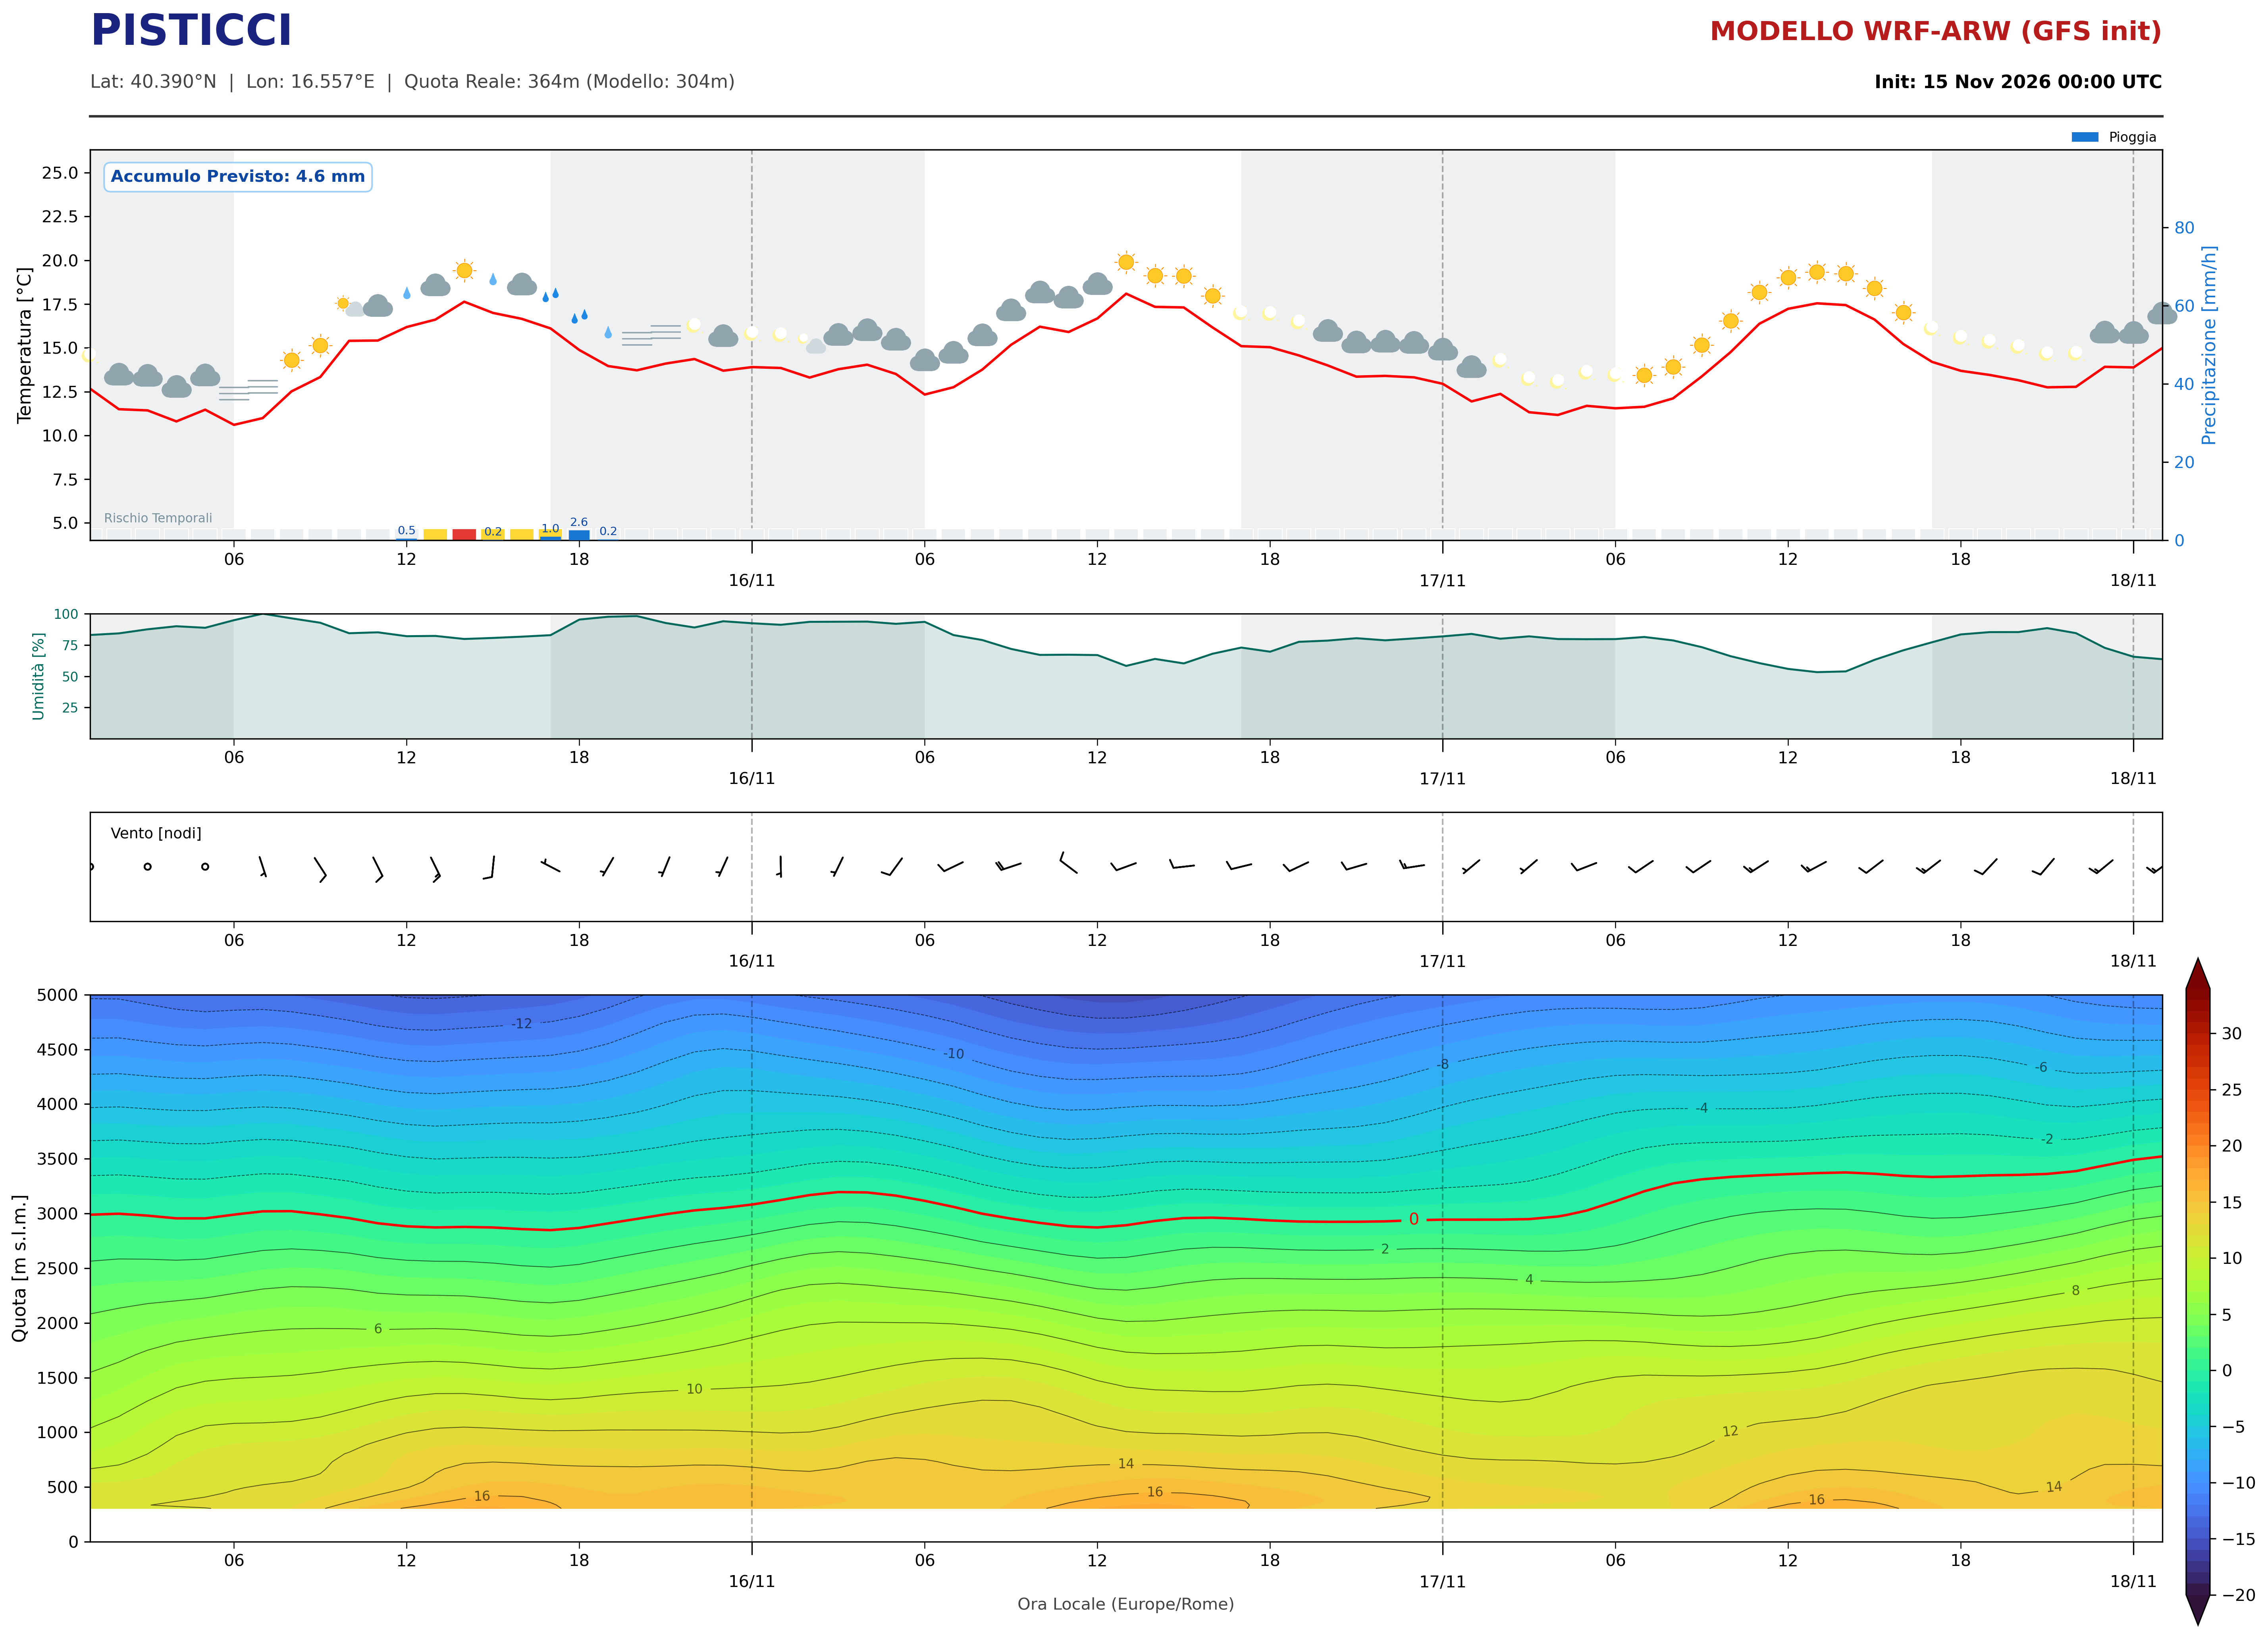 PISTICCI
MODELLO WRF-ARW (GFS init)
Lat: 40.390°N | Lon: 16.557°E | Quota Reale: 364m (Modello: 304m)
Init: 15 Nov 2026 00:00 UTC
Pioggia
Accumulo Previsto: 4.6 mm
Temperatura [°C]
25.0
22.5
20.0
17.5
15.0
12.5
10.0
7.5
5.0
Precipitazione [mm/h]
80
60
40
20
0
Rischio Temporali
0.5 0.2 1.0 2.6 0.2
06 12 18 06 12 18 06 12 18
16/11 17/11 18/11
Umidità [%]
100
75
50
25
06 12 18 06 12 18 06 12 18
16/11 17/11 18/11
Vento [nodi]
06 12 18 06 12 18 06 12 18
16/11 17/11 18/11
Quota [m s.l.m.]
5000
4500
4000
3500
3000
2500
2000
1500
1000
500
0
-12
-10
-8
-6
-4
-2
0
2
4
8
6
10
12
14
14
16
16
16
06 12 18 06 12 18 06 12 18
16/11 17/11 18/11
Ora Locale (Europe/Rome)
30
25
20
15
10
5
0
−5
−10
−15
−20